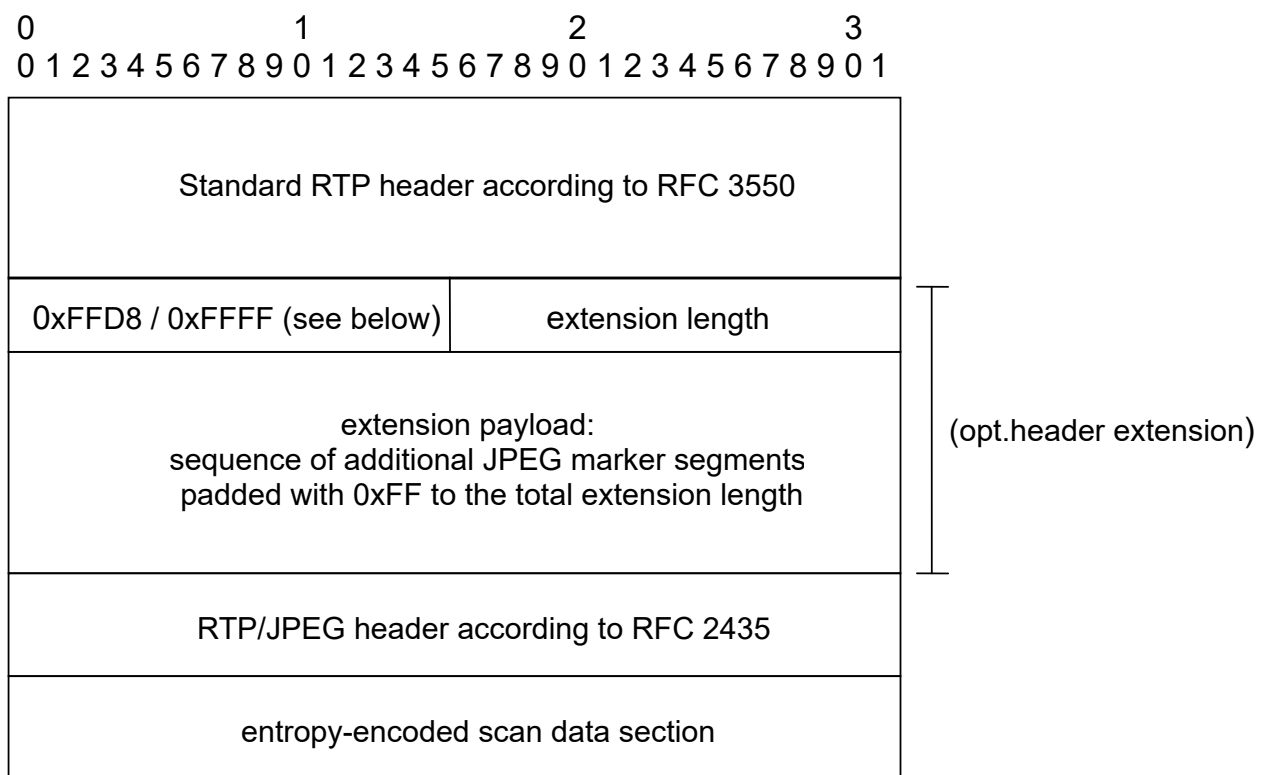 0 1 2 3
0 1 2 3 4 5 6 7 8 9 0 1 2 3 4 5 6 7 8 9 0 1 2 3 4 5 6 7 8 9 0 1
Standard RTP header according to RFC 3550
0xFFD8 / 0xFFFF (see below) extension length
extension payload:
sequence of additional JPEG marker segments
padded with 0xFF to the total extension length
(opt.header extension)
RTP/JPEG header according to RFC 2435
entropy-encoded scan data section